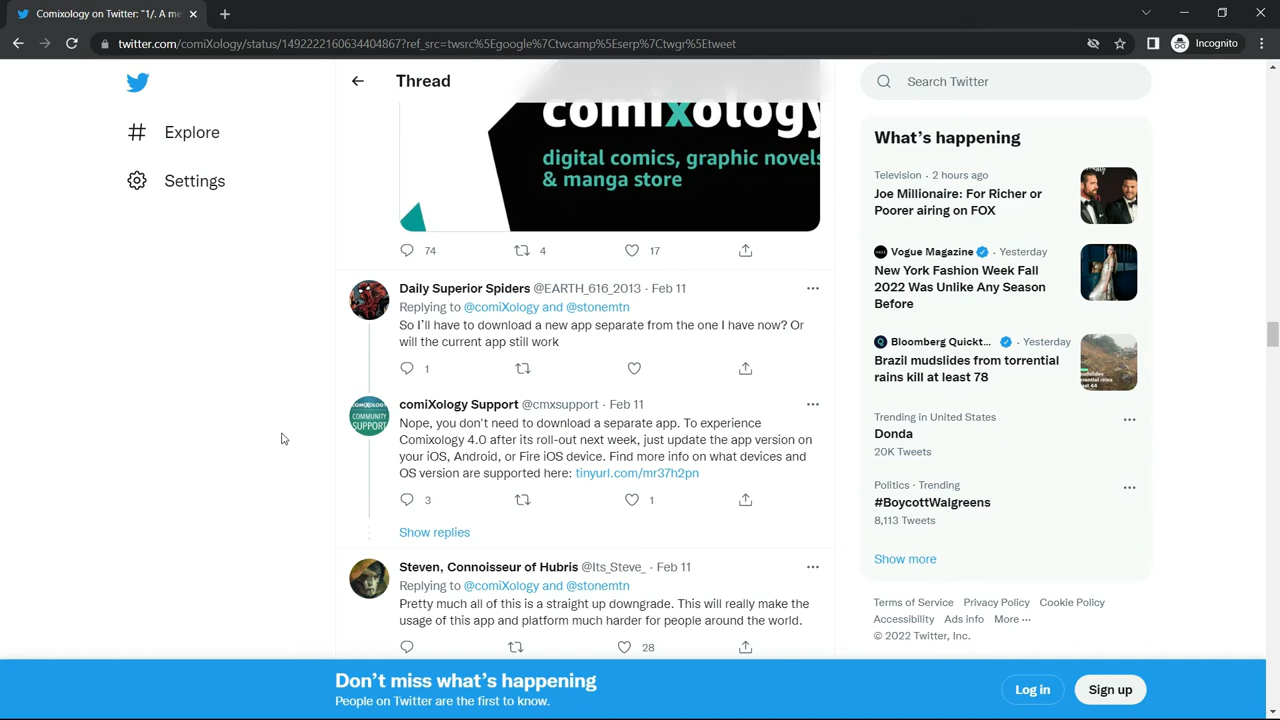 Comixology on Twitter: "1/. A me
twitter.com/comiXology/status/1492222160634404867?ref_src=twsrc%5Egoogle%7Ctwcamp%5Eserp%7Ctwgr%5Etweet
Incognito
Explore
Settings
Thread
comixology
digital comics, graphic novels
& manga store
74
4
17
Daily Superior Spiders @EARTH_616_2013 · Feb 11
Replying to @comiXology and @stonemtn
So I'll have to download a new app separate from the one I have now? Or
will the current app still work
1
COMIXOLOGY
COMMUNITY
SUPPORT
comiXology Support @cmxsupport · Feb 11
Nope, you don't need to download a separate app. To experience
Comixology 4.0 after its roll-out next week, just update the app version on
your iOS, Android, or Fire iOS device. Find more info on what devices and
OS version are supported here: tinyurl.com/mr37h2pn
3
1
Show replies
Steven, Connoisseur of Hubris @Its_Steve_ · Feb 11
Replying to @comiXology and @stonemtn
Pretty much all of this is a straight up downgrade. This will really make the
usage of this app and platform much harder for people around the world.
28
Search Twitter
What's happening
Television · 2 hours ago
Joe Millionaire: For Richer or
Poorer airing on FOX
Vogue Magazine · Yesterday
New York Fashion Week Fall
2022 Was Unlike Any Season
Before
Bloomberg Quickt... · Yesterday
Brazil mudslides from torrential
rains kill at least 78
Trending in United States
Donda
20K Tweets
Politics · Trending
#BoycottWalgreens
8,113 Tweets
Show more
Terms of Service Privacy Policy Cookie Policy
Accessibility Ads info More ···
© 2022 Twitter, Inc.
Don't miss what's happening
People on Twitter are the first to know.
Log in
Sign up